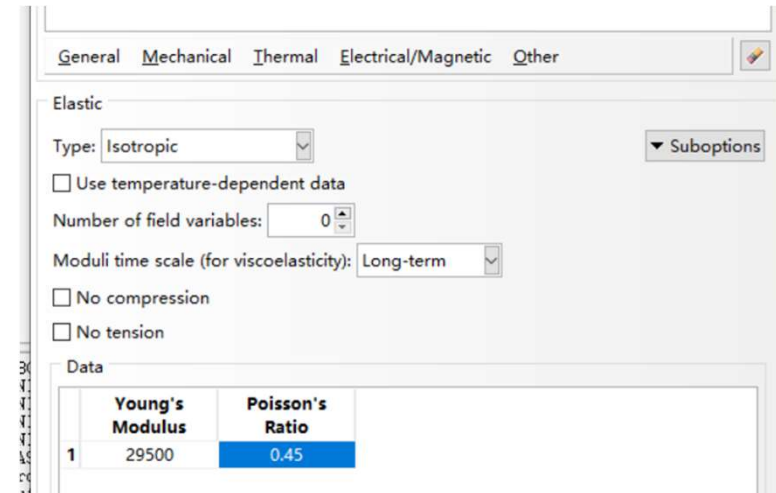 General Mechanical Thermal Electrical/Magnetic Other
Elastic
Type: Isotropic
Suboptions
Use temperature-dependent data
Number of field variables: 0
Moduli time scale (for viscoelasticity): Long-term
No compression
No tension
Data
Young's Modulus
Poisson's Ratio
1 29500 0.45